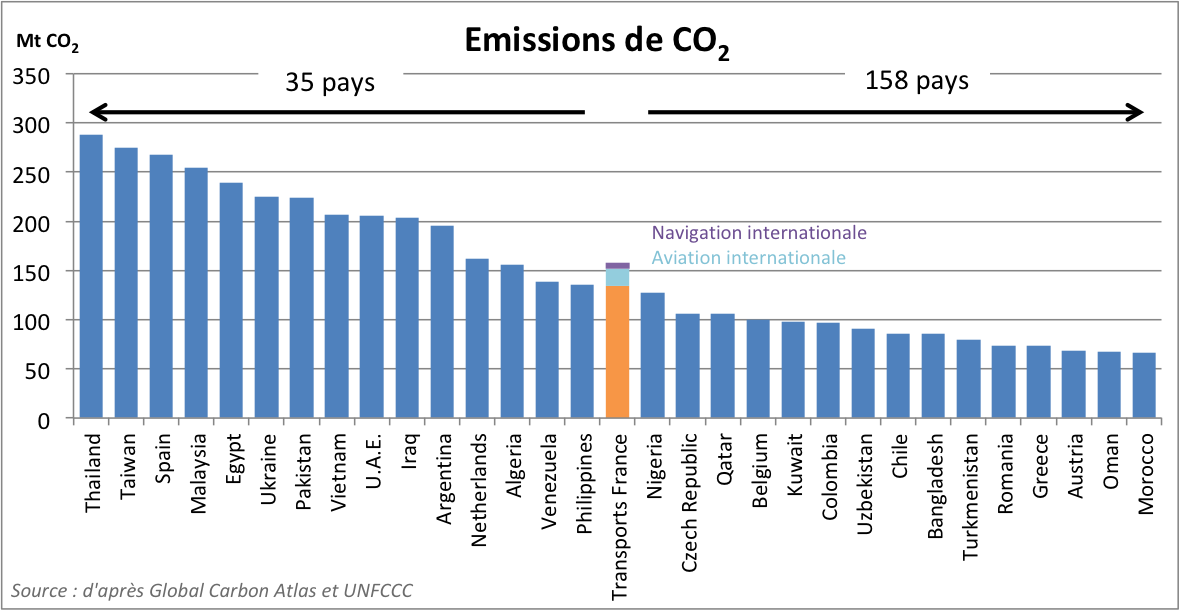 Emissions de CO₂
Mt CO₂
35 pays
158 pays
350
300
250
200
150
100
50
0
Navigation internationale
Aviation internationale
Thailand
Taiwan
Spain
Malaysia
Egypt
Ukraine
Pakistan
Vietnam
U.A.E.
Iraq
Argentina
Netherlands
Algeria
Venezuela
Philippines
Transports France
Nigeria
Czech Republic
Qatar
Belgium
Kuwait
Colombia
Uzbekistan
Chile
Bangladesh
Turkmenistan
Romania
Greece
Austria
Oman
Morocco
Source : d'après Global Carbon Atlas et UNFCCC